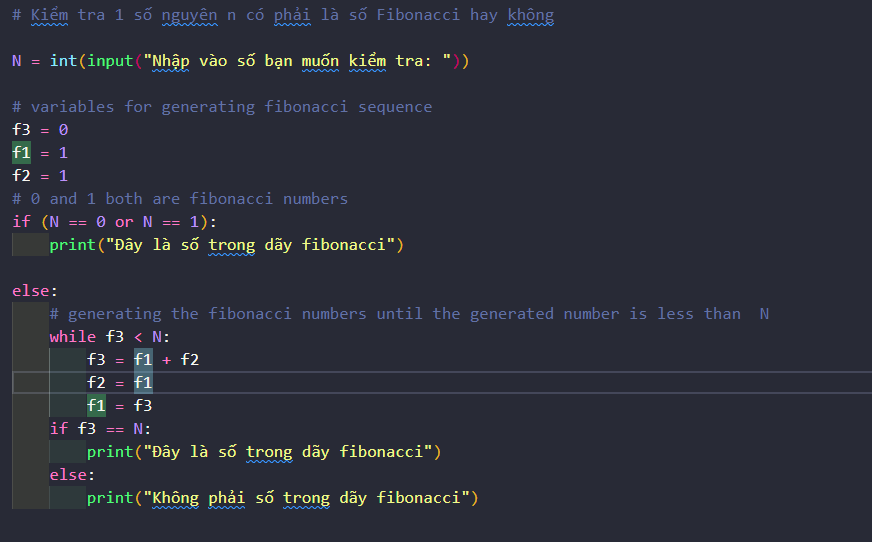 # Kiểm tra 1 số nguyên n có phải là số Fibonacci hay không
N = int(input("Nhập vào số bạn muốn kiểm tra: "))
# variables for generating fibonacci sequence
f3 = 0
f1 = 1
f2 = 1
# 0 and 1 both are fibonacci numbers
if (N == 0 or N == 1):
    print("Đây là số trong dãy fibonacci")
else:
    # generating the fibonacci numbers until the generated number is less than  N
    while f3 < N:
        f3 = f1 + f2
        f2 = f1
        f1 = f3
    if f3 == N:
        print("Đây là số trong dãy fibonacci")
    else:
        print("Không phải số trong dãy fibonacci")